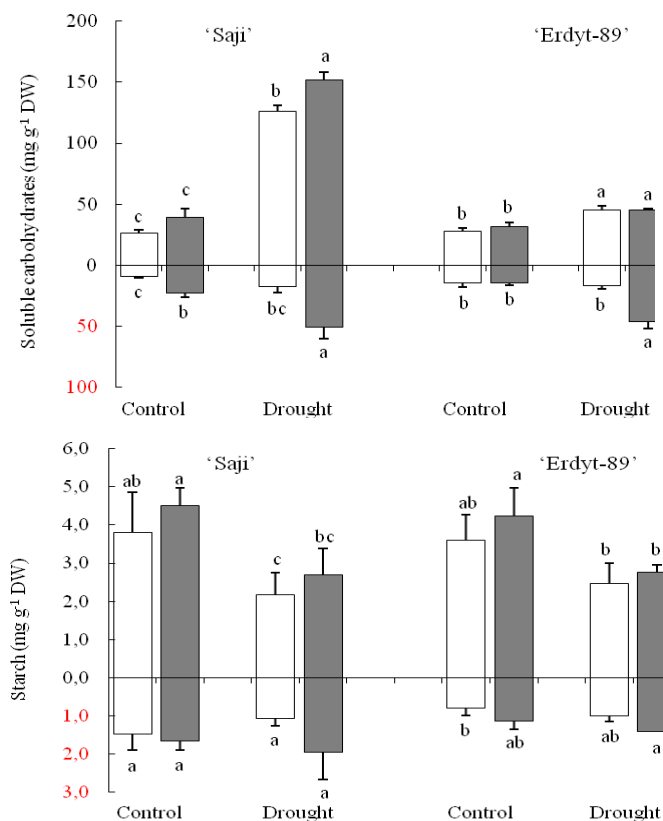 ‘Saji’ ‘Erdyt-89’
Soluble carbohydrates (mg g-1 DW)
200
150
100
50
0
50
100
c c b a b b a a
c b bc a b b b a
Control Drought Control Drought
‘Saji’ ‘Erdyt-89’
Starch (mg g-1 DW)
6,0
5,0
4,0
3,0
2,0
1,0
0,0
1,0
2,0
3,0
ab a c bc ab a b b
a a a a b ab ab a
Control Drought Control Drought